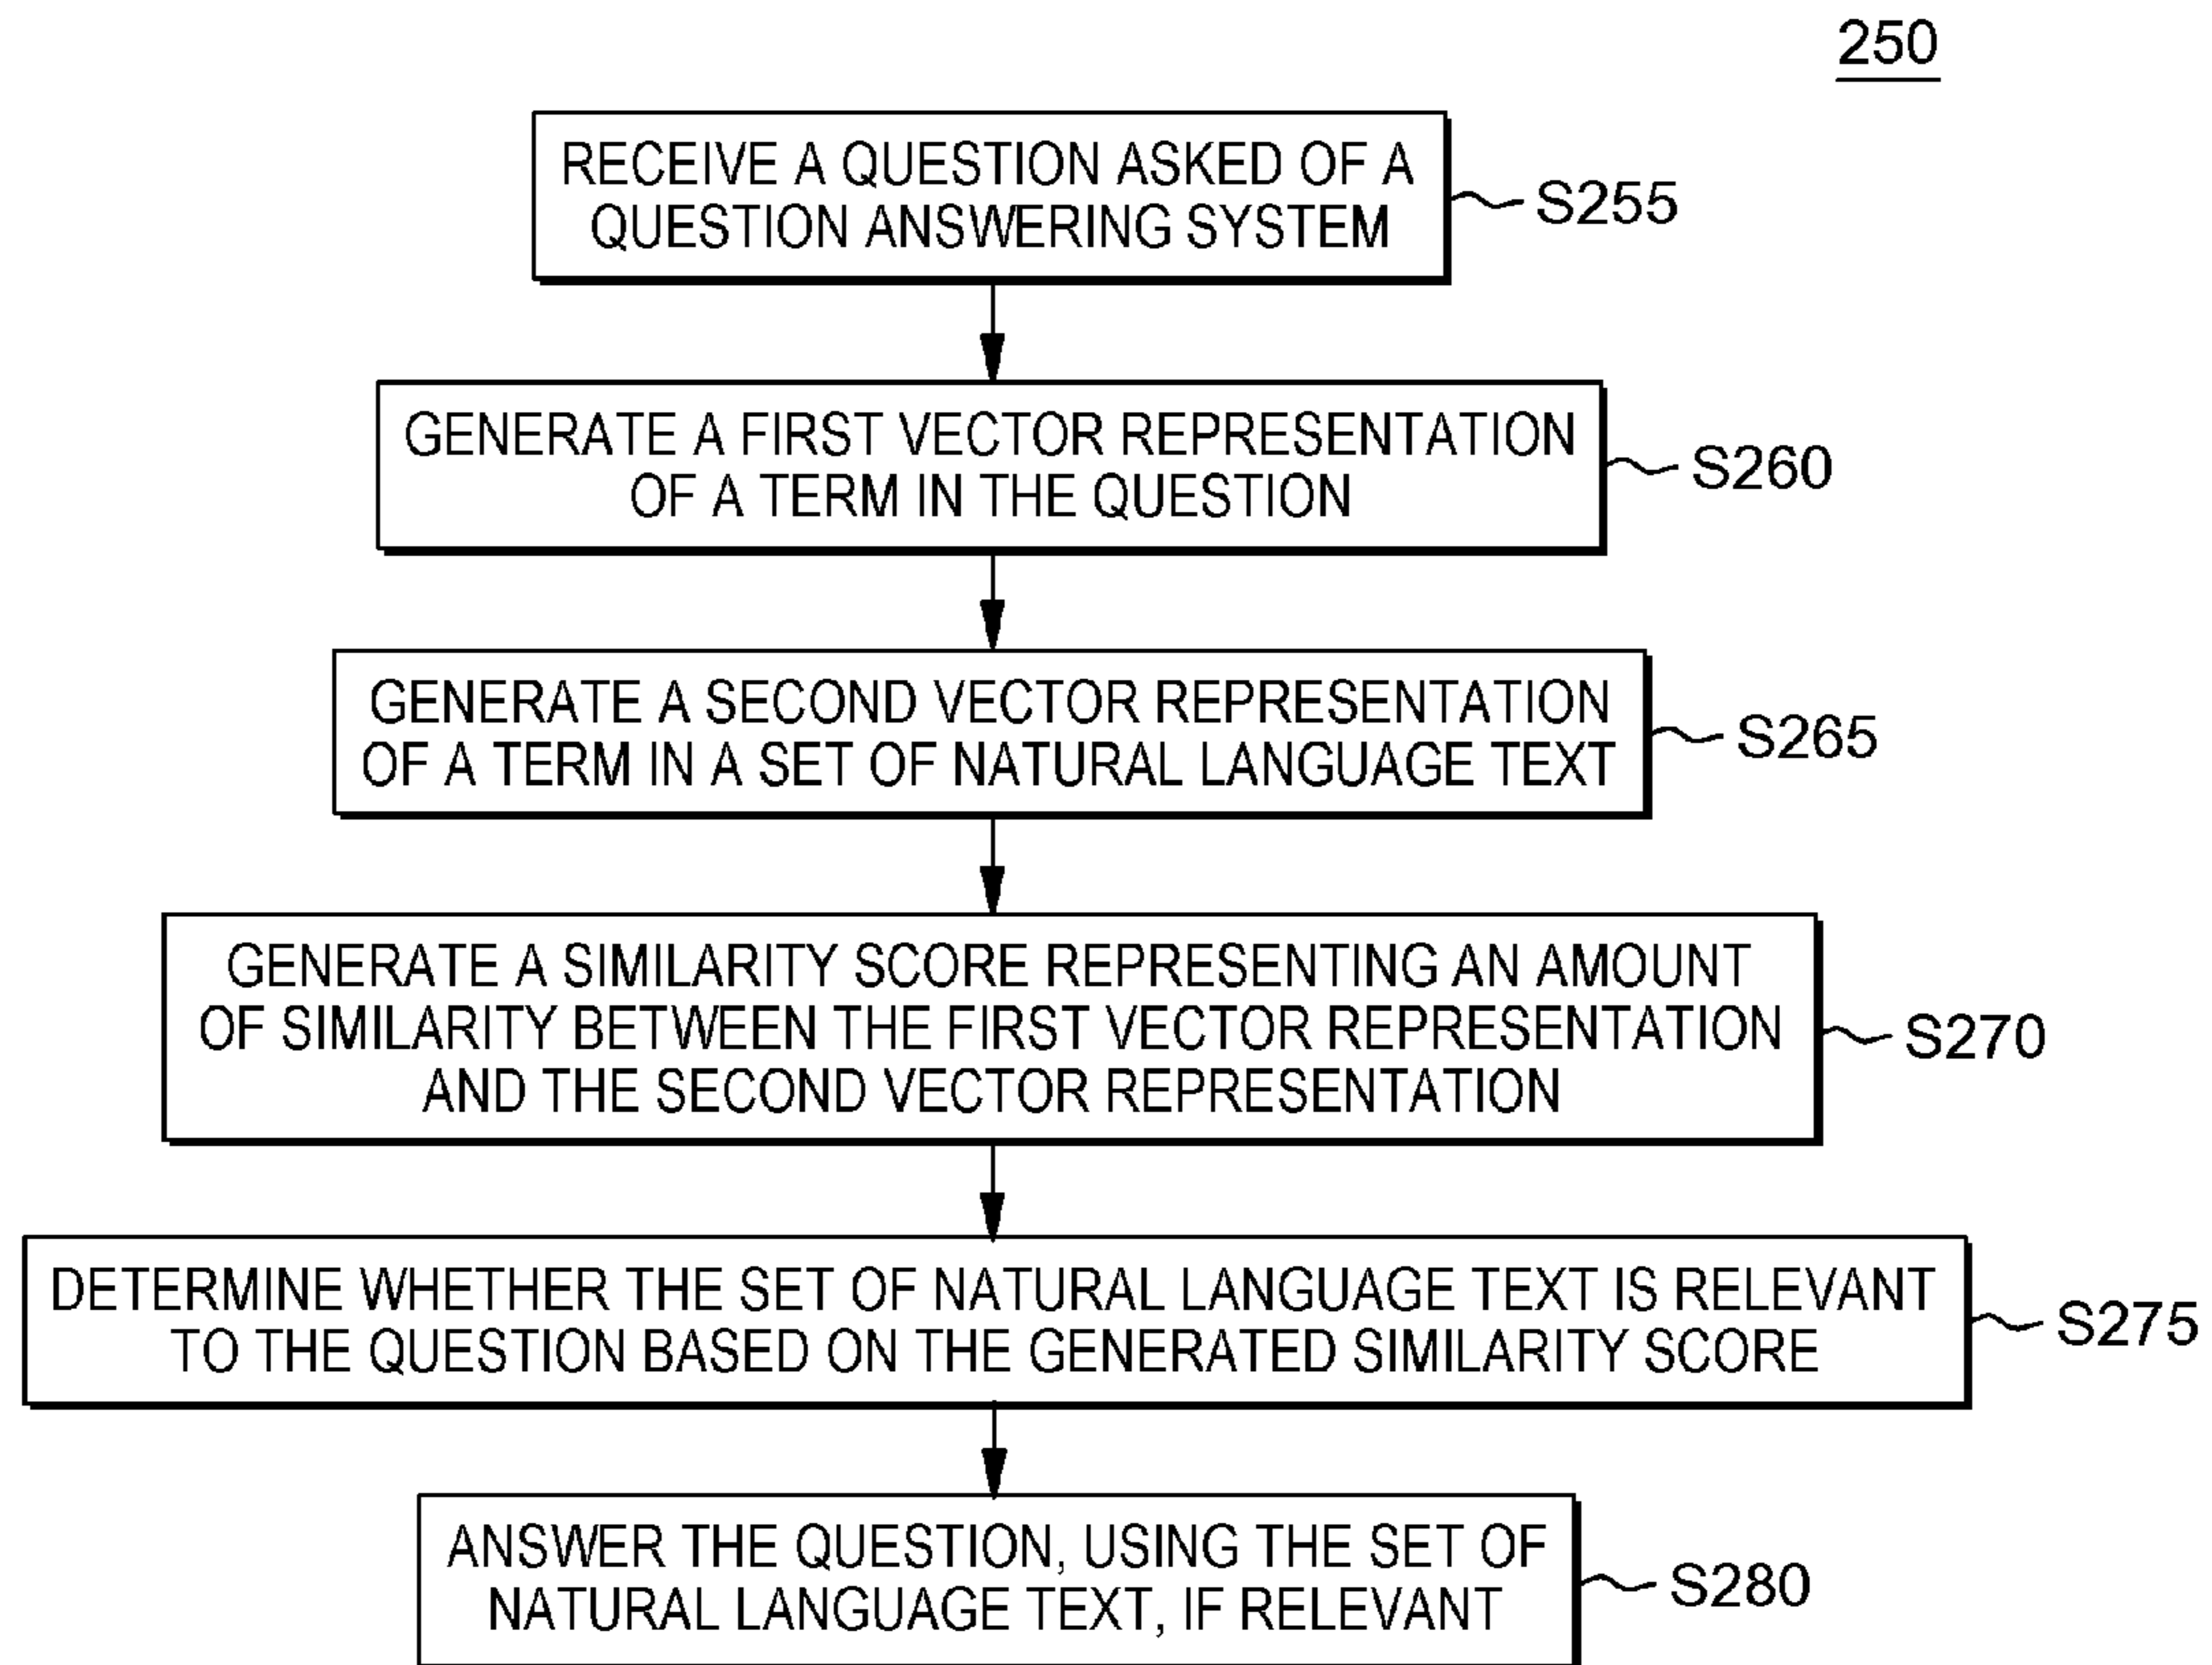 250
RECEIVE A QUESTION ASKED OF A
QUESTION ANSWERING SYSTEM
S255
GENERATE A FIRST VECTOR REPRESENTATION
OF A TERM IN THE QUESTION
S260
GENERATE A SECOND VECTOR REPRESENTATION
OF A TERM IN A SET OF NATURAL LANGUAGE TEXT
S265
GENERATE A SIMILARITY SCORE REPRESENTING AN AMOUNT
OF SIMILARITY BETWEEN THE FIRST VECTOR REPRESENTATION
AND THE SECOND VECTOR REPRESENTATION
S270
DETERMINE WHETHER THE SET OF NATURAL LANGUAGE TEXT IS RELEVANT
TO THE QUESTION BASED ON THE GENERATED SIMILARITY SCORE
S275
ANSWER THE QUESTION, USING THE SET OF
NATURAL LANGUAGE TEXT, IF RELEVANT
S280